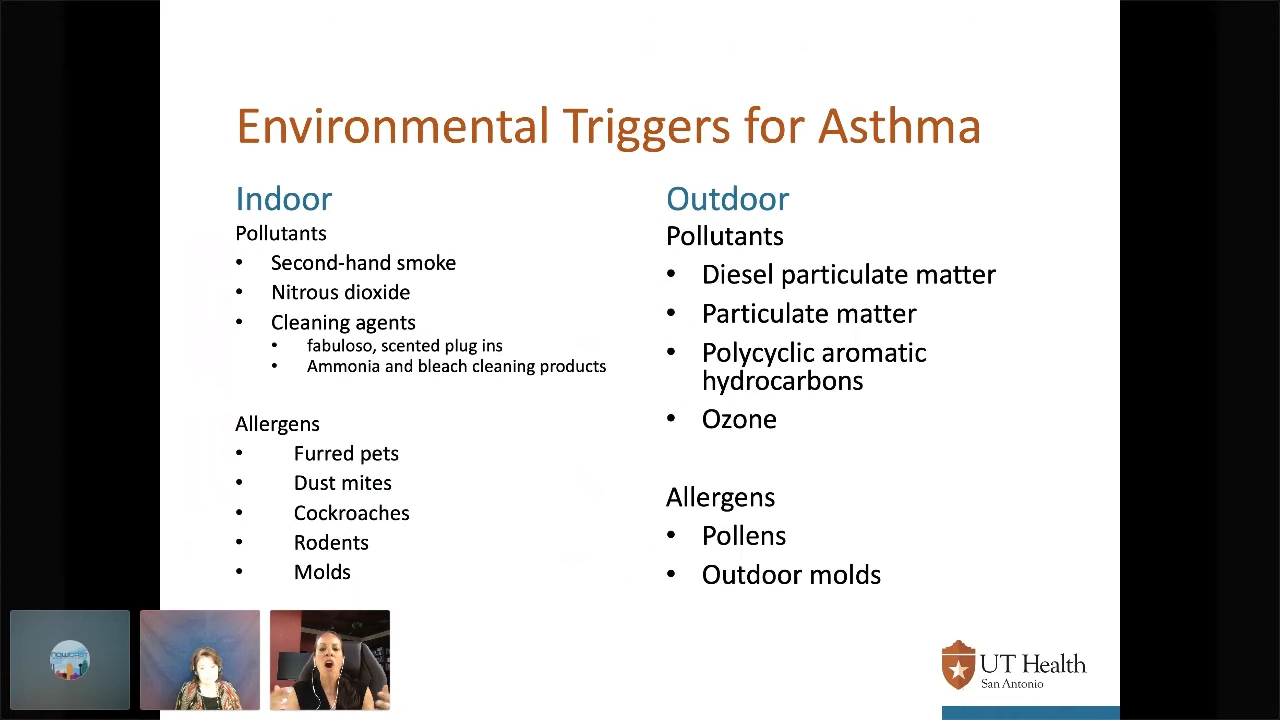 Environmental Triggers for Asthma
Indoor
Pollutants
• Second-hand smoke
• Nitrous dioxide
• Cleaning agents
• fabuloso, scented plug ins
• Ammonia and bleach cleaning products
Allergens
• Furred pets
• Dust mites
• Cockroaches
• Rodents
• Molds
Outdoor
Pollutants
• Diesel particulate matter
• Particulate matter
• Polycyclic aromatic
hydrocarbons
• Ozone
Allergens
• Pollens
• Outdoor molds
NOWCAST
UT Health
San Antonio